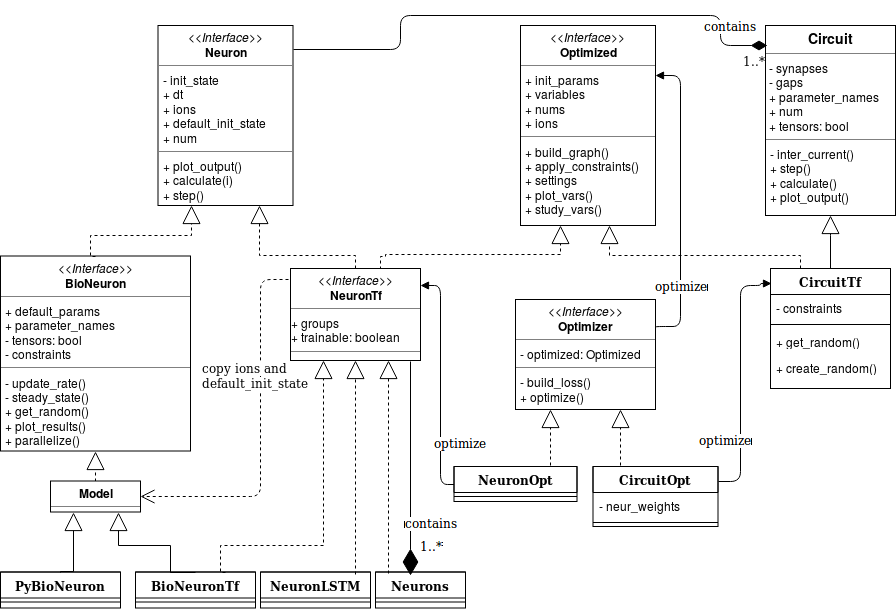 <<Interface>>
Neuron
- init_state
+ dt
+ ions
+ default_init_state
+ num
+ plot_output()
+ calculate(i)
+ step()
<<Interface>>
Optimized
+ init_params
+ variables
+ nums
+ ions
+ build_graph()
+ apply_constraints()
+ settings
+ plot_vars()
+ study_vars()
contains
1..*
Circuit
- synapses
- gaps
+ parameter_names
+ num
+ tensors: bool
- inter_current()
+ step()
+ calculate()
+ plot_output()
<<Interface>>
BioNeuron
+ default_params
+ parameter_names
- tensors: bool
- constraints
- update_rate()
- steady_state()
+ get_random()
+ plot_results()
+ parallelize()
<<Interface>>
NeuronTf
+ groups
+ trainable: boolean
copy ions and
default_init_state
optimize
<<Interface>>
Optimizer
- optimized: Optimized
- build_loss()
+ optimize()
CircuitTf
- constraints
+ get_random()
+ create_random()
optimize
optimize
Model
NeuronOpt
CircuitOpt
- neur_weights
contains
1..*
PyBioNeuron
BioNeuronTf
NeuronLSTM
Neurons